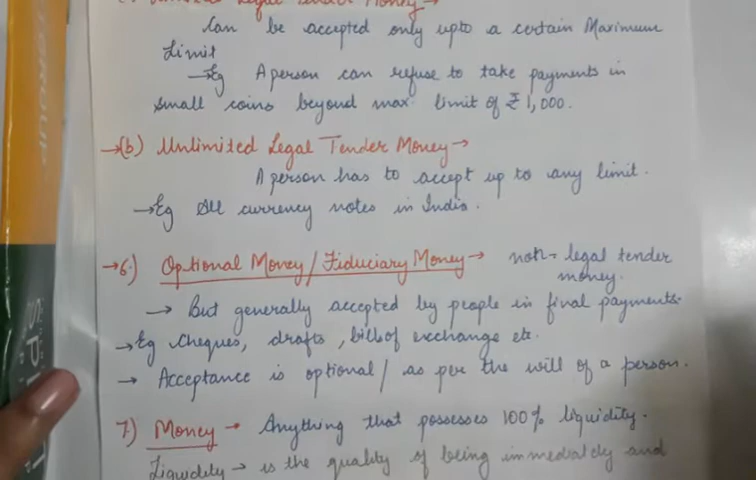 Legal Tender Money →
Can be accepted only upto a certain Maximum
Limit
→ Eg A person can refuse to take payments in
small coins beyond max. limit of ₹ 1,000.
→(b) Unlimited Legal Tender Money →
A person has to accept up to any limit.
→ Eg All currency notes in India.
→ 6.) Optional Money / Fiduciary Money → non-legal tender
money.
→ But generally accepted by people in final payments.
→ Eg Cheques, drafts, bills of exchange etc.
→ Acceptance is optional / as per the will of a person.
7) Money → Anything that possesses 100% liquidity.
Liquidity → is the quality of being immediately and